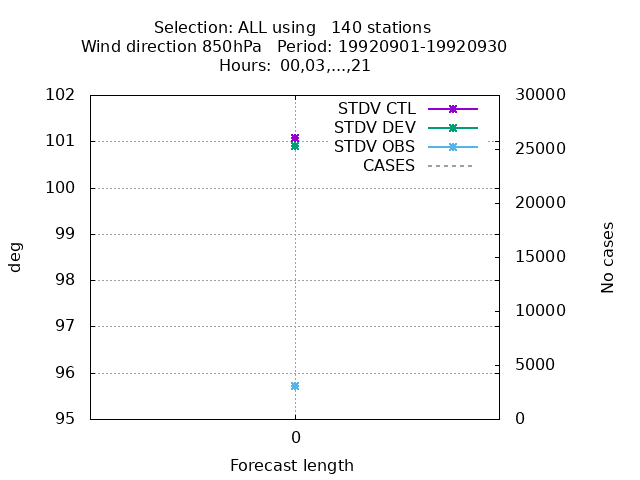 Selection: ALL using   140 stations
Wind direction 850hPa   Period: 19920901-19920930
Hours:  00,03,...,21
102
101
100
99
98
97
96
95
30000
25000
20000
15000
10000
5000
0
STDV CTL
STDV DEV
STDV OBS
CASES
deg
No cases
0
Forecast length